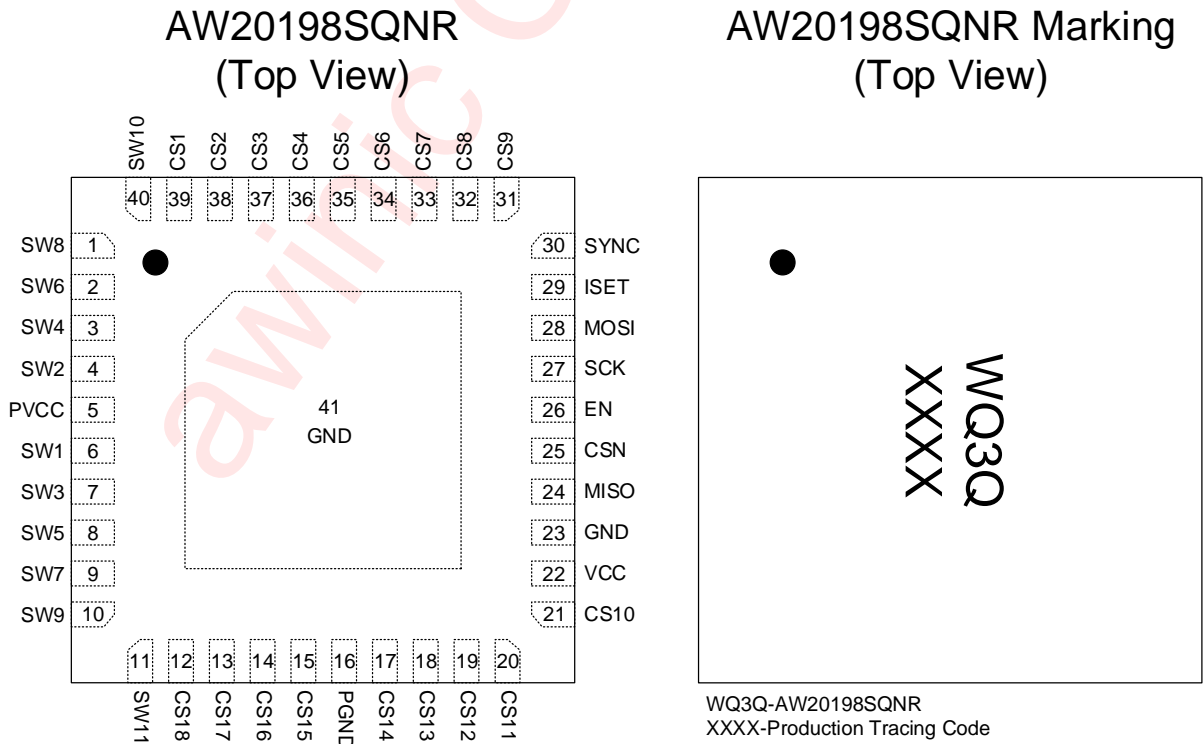 AW20198SQNR
(Top View)
AW20198SQNR Marking
(Top View)
SW10
CS1
CS2
CS3
CS4
CS5
CS6
CS7
CS8
CS9
40
39
38
37
36
35
34
33
32
31
SW8 1
SW6 2
SW4 3
SW2 4
PVCC 5
SW1 6
SW3 7
SW5 8
SW7 9
SW9 10
41
GND
30 SYNC
29 ISET
28 MOSI
27 SCK
26 EN
25 CSN
24 MISO
23 GND
22 VCC
21 CS10
11
12
13
14
15
16
17
18
19
20
SW11
CS18
CS17
CS16
CS15
PGND
CS14
CS13
CS12
CS11
WQ3Q
XXXX
WQ3Q-AW20198SQNR
XXXX-Production Tracing Code
awinic